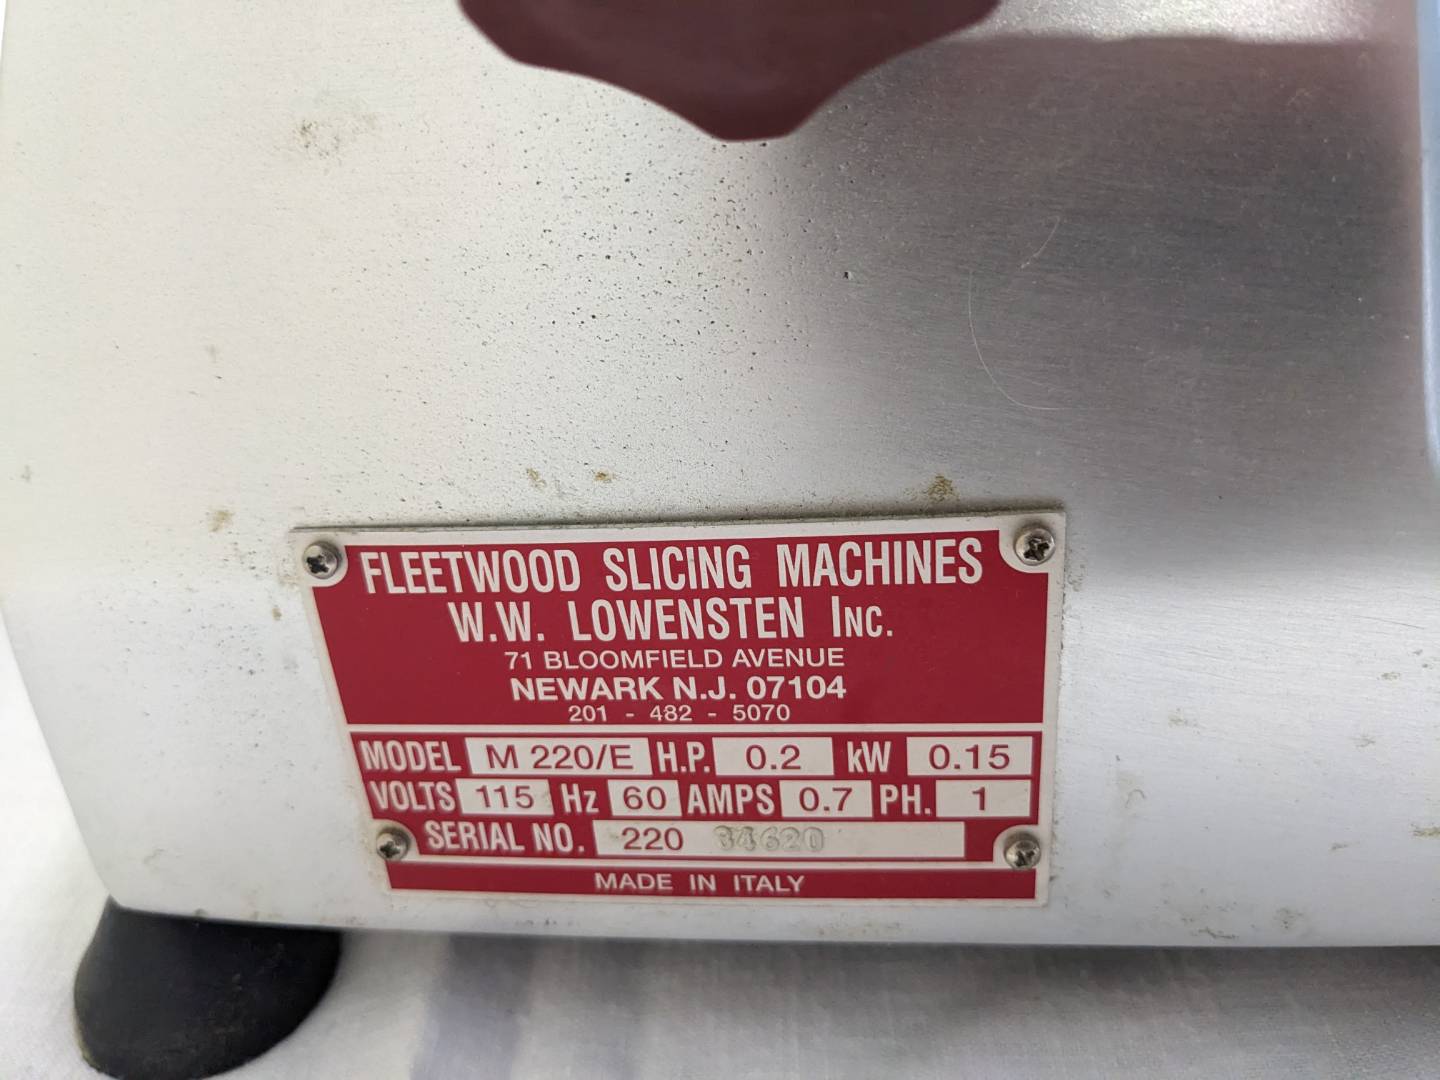 FLEETWOOD SLICING MACHINES
W.W. LOWENSTEN INC.
71 BLOOMFIELD AVENUE
NEWARK N.J. 07104
201 - 482 - 5070
MODEL M 220/E H.P. 0.2 kW 0.15
VOLTS 115 Hz 60 AMPS 0.7 PH. 1
SERIAL NO. 220 34620
MADE IN ITALY